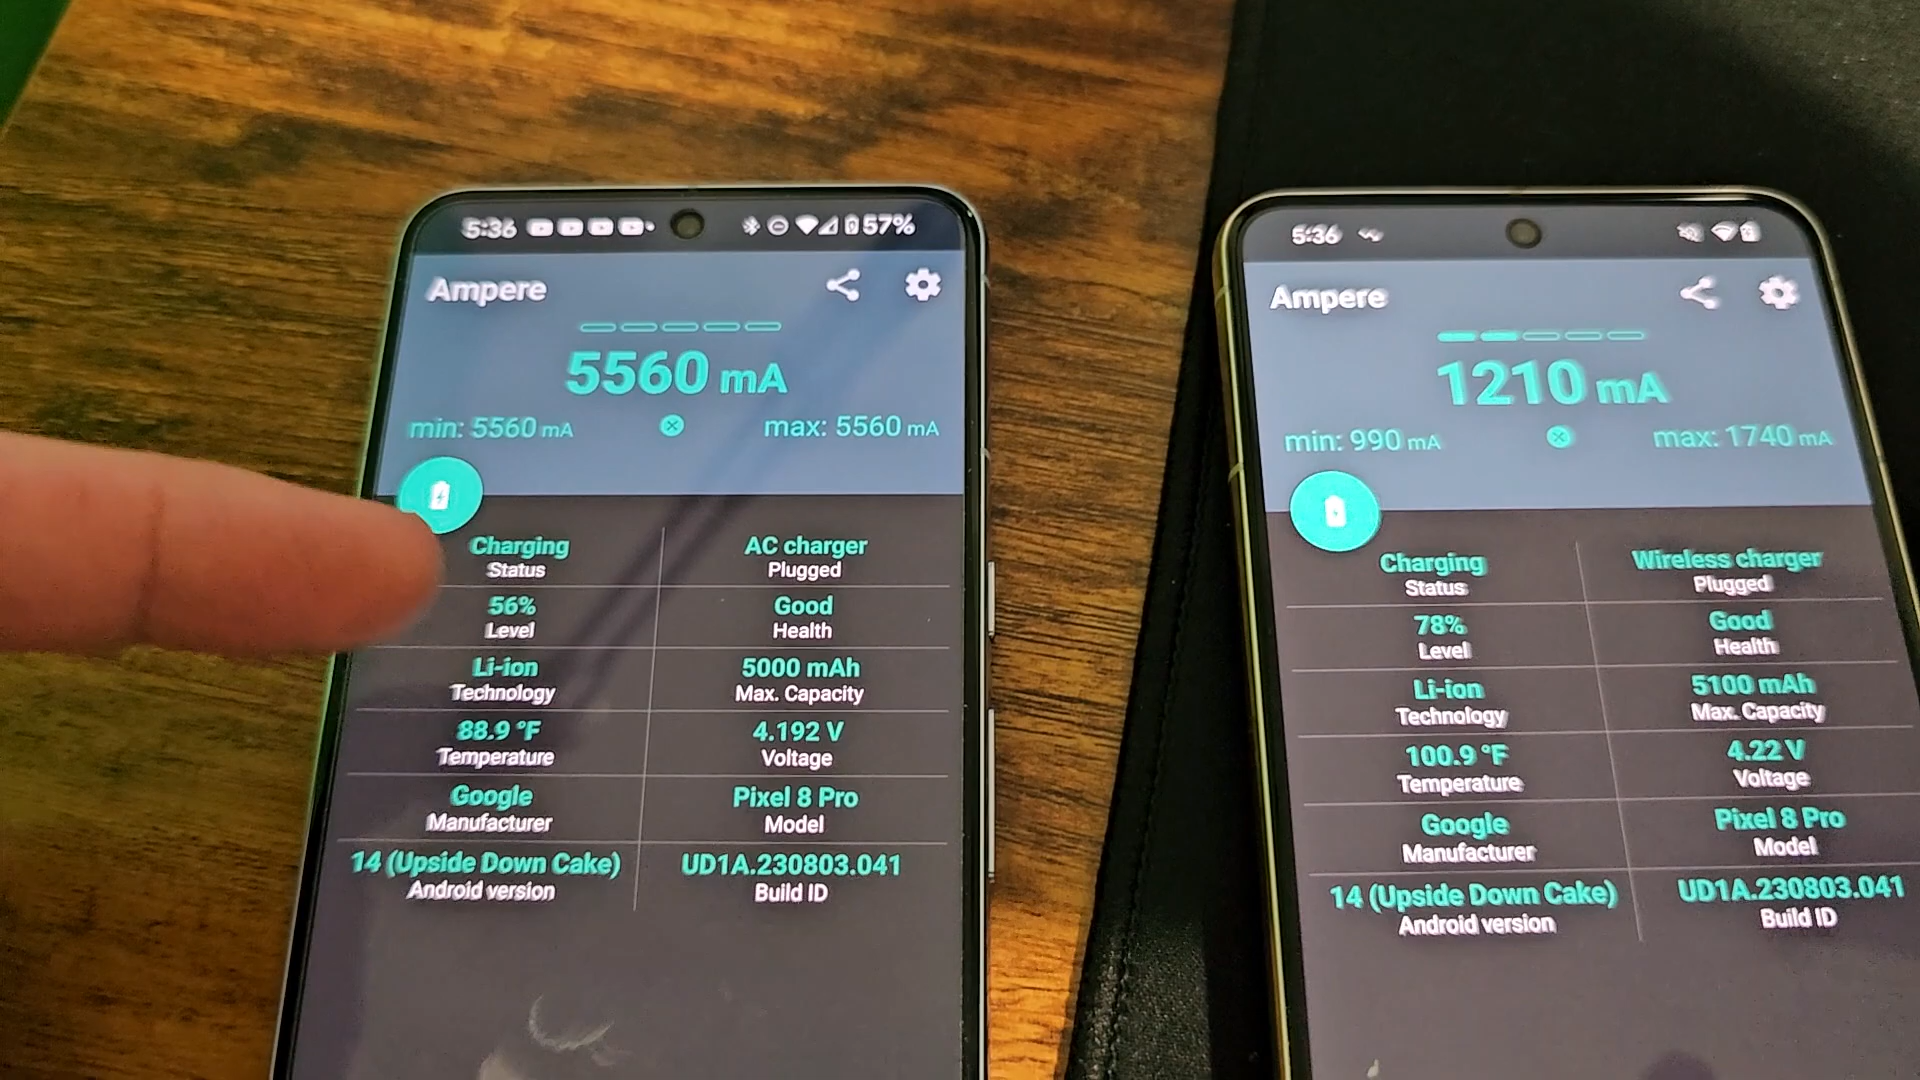 5:36 57%
Ampere
5560 mA
min: 5560 mA max: 5560 mA
Charging AC charger
Status Plugged
56% Good
Level Health
Li-ion 5000 mAh
Technology Max. Capacity
88.9 °F 4.192 V
Temperature Voltage
Google Pixel 8 Pro
Manufacturer Model
14 (Upside Down Cake) UD1A.230803.041
Android version Build ID
5:36
Ampere
1210 mA
min: 990 mA max: 1740 mA
Charging Wireless charger
Status Plugged
78% Good
Level Health
Li-ion 5100 mAh
Technology Max. Capacity
100.9 °F 4.22 V
Temperature Voltage
Google Pixel 8 Pro
Manufacturer Model
14 (Upside Down Cake) UD1A.230803.041
Android version Build ID